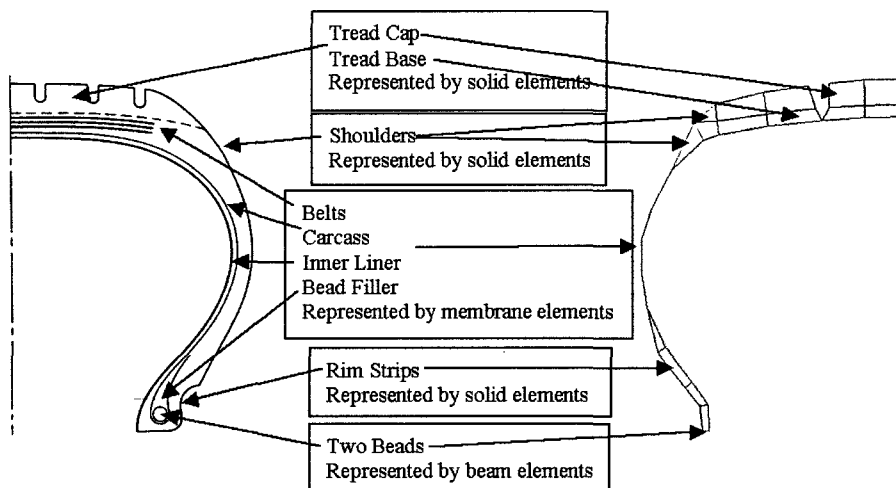 Tread Cap
Tread Base
Represented by solid elements
Shoulders
Represented by solid elements
Belts
Carcass
Inner Liner
Bead Filler
Represented by membrane elements
Rim Strips
Represented by solid elements
Two Beads
Represented by beam elements